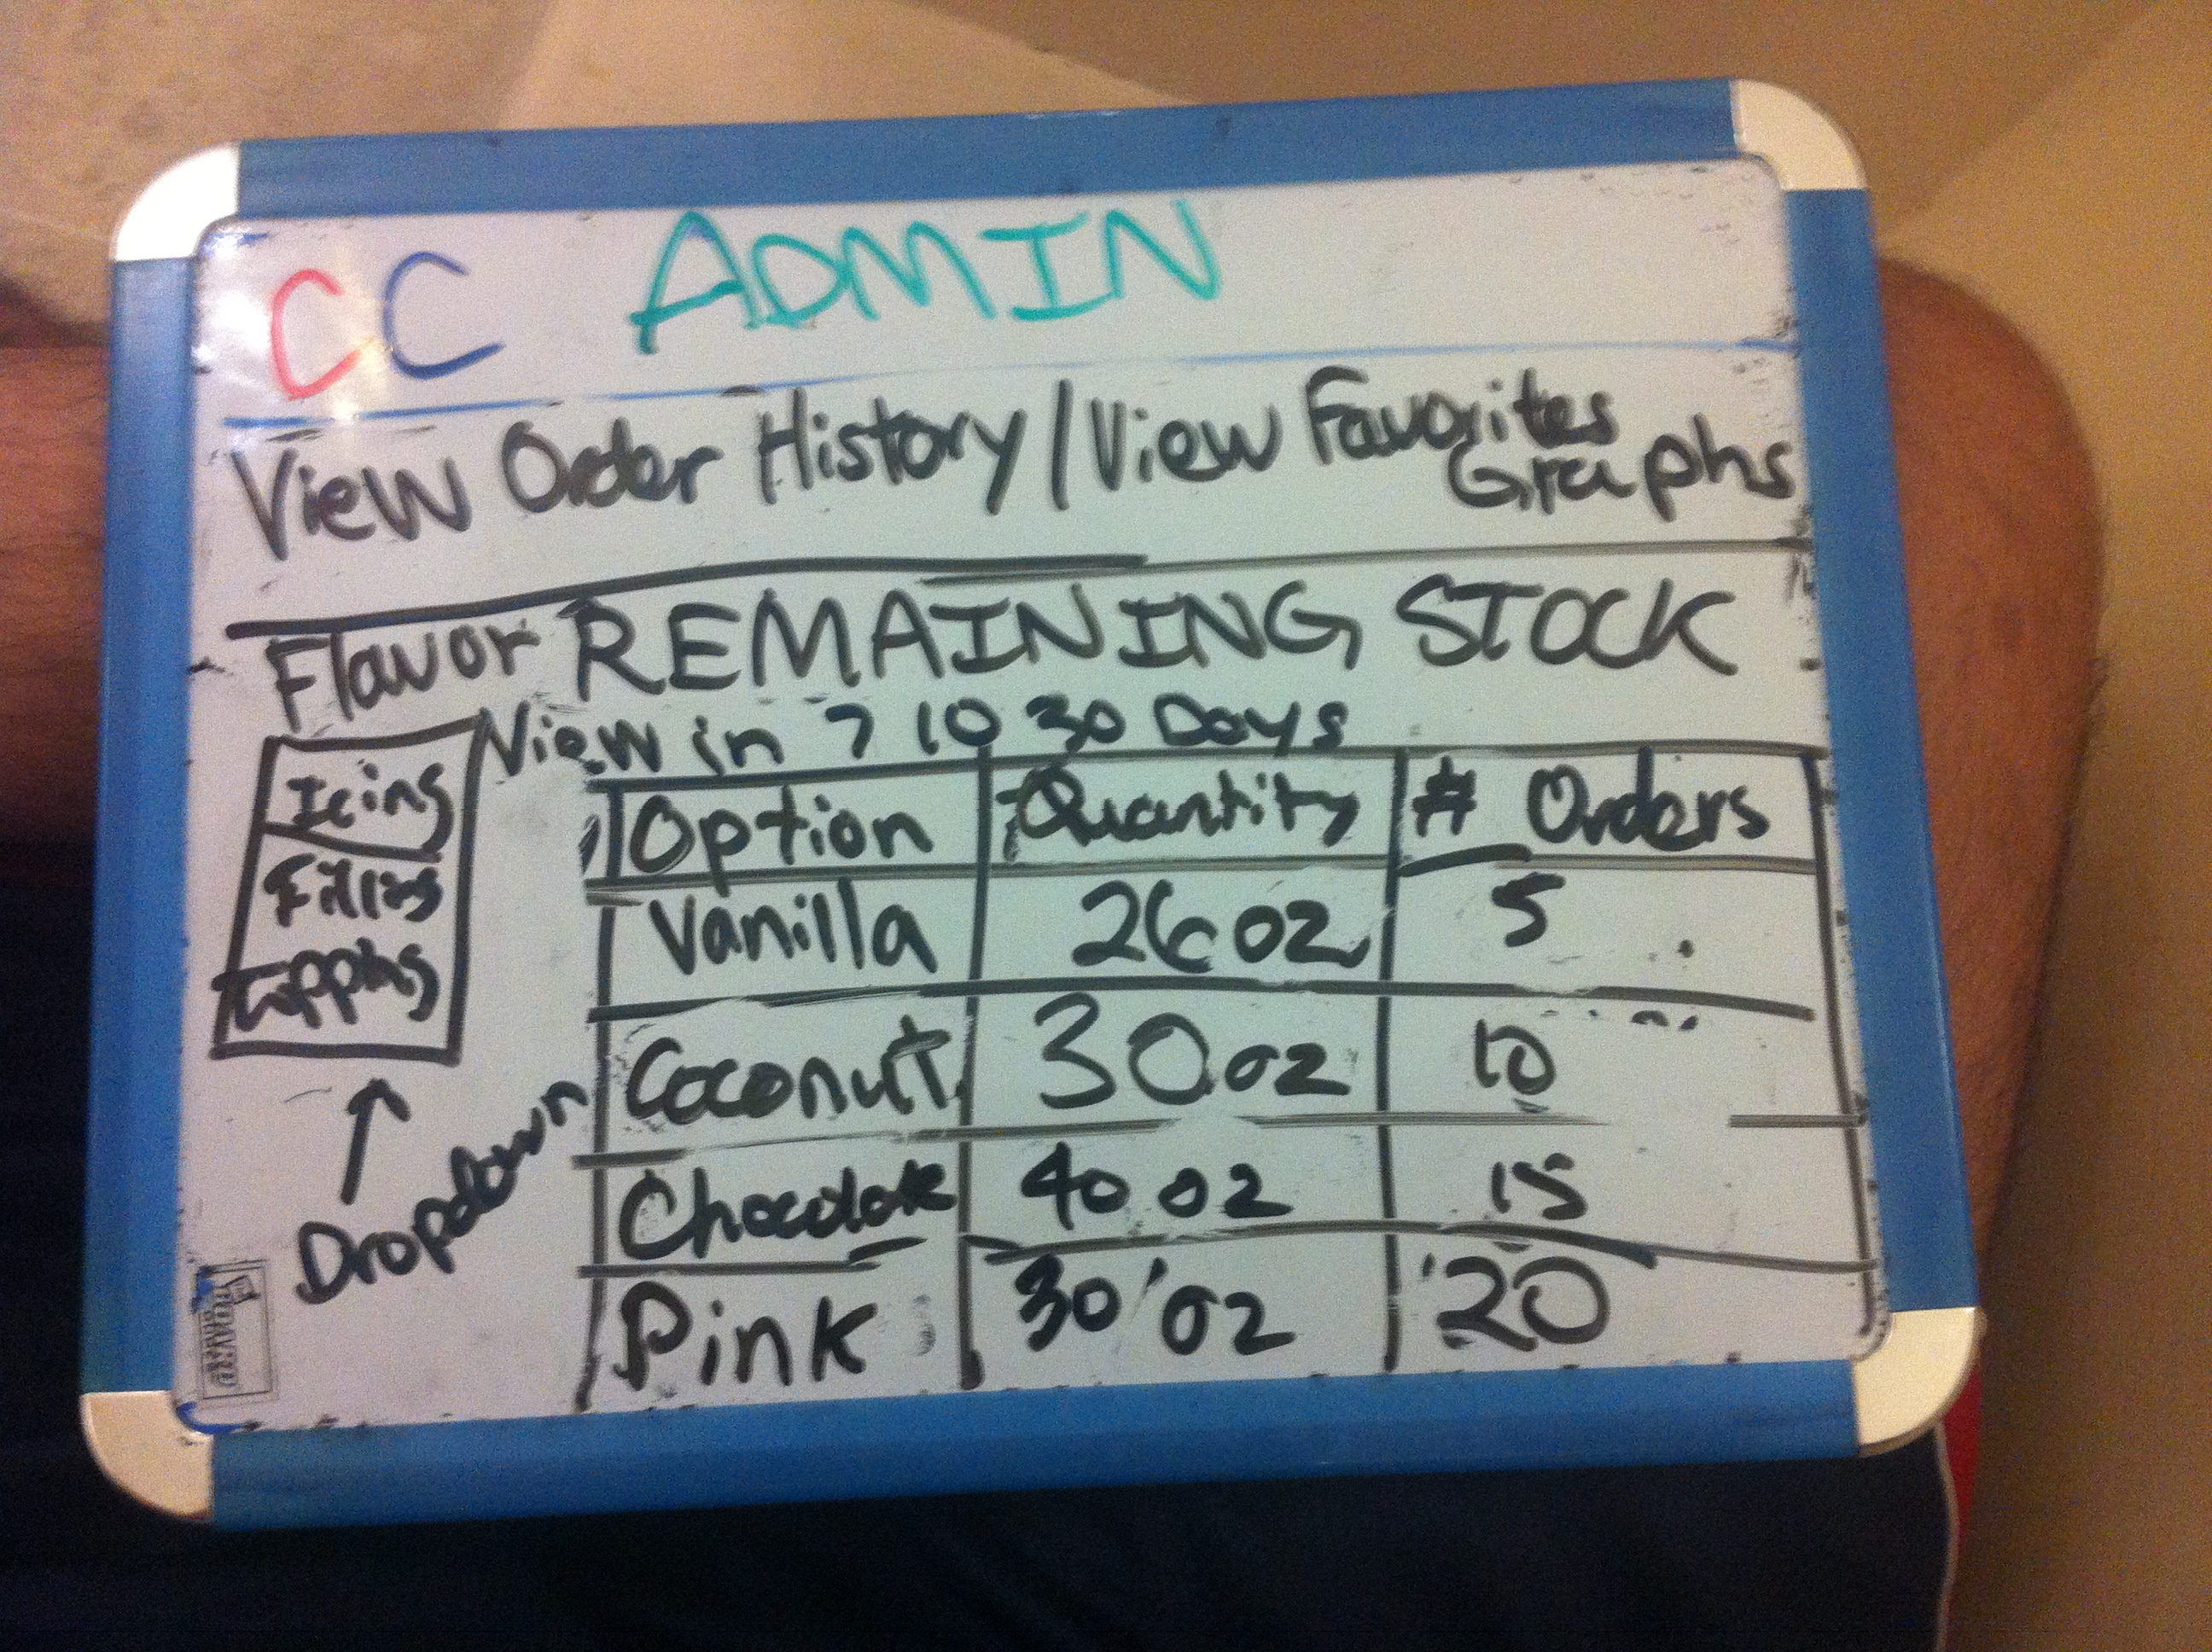 CC ADMIN
View Order History / View Favorites
Graphs
Flavor REMAINING STOCK
View in 7 10 30 Days
Icing
Filling
Dropdown
Option Quantity # Orders
Vanilla 26 oz 5
Coconut 30 oz 10
Chocolate 40 oz 15
Pink 30 oz 20